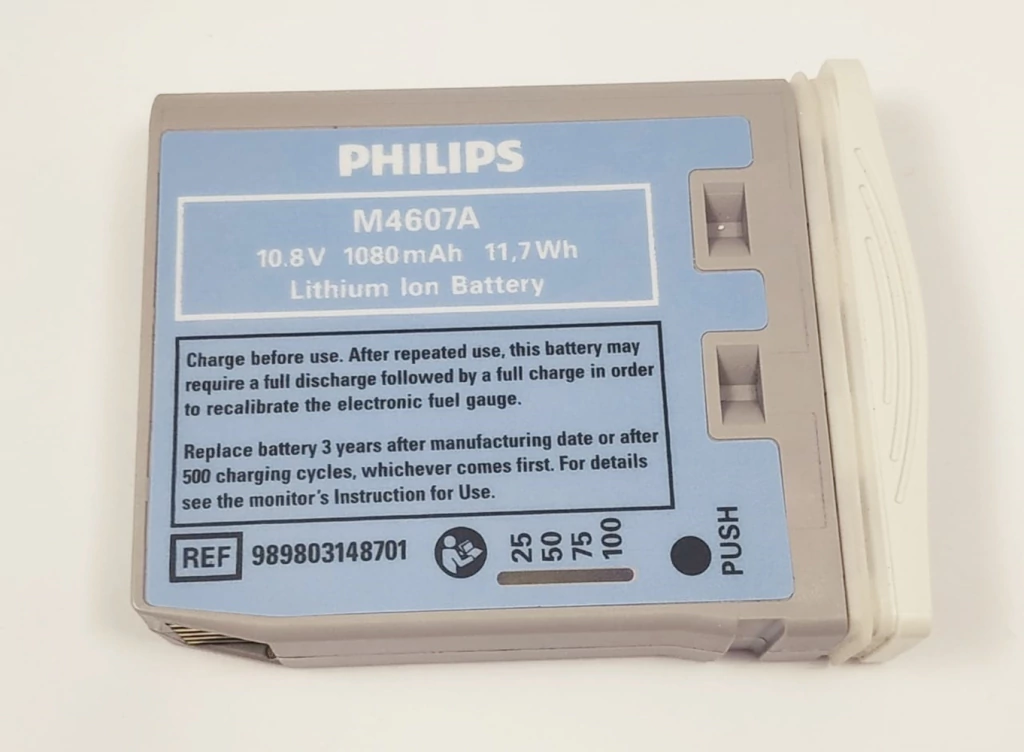 PHILIPS
M4607A
10.8V 1080mAh 11,7Wh
Lithium Ion Battery
Charge before use. After repeated use, this battery may
require a full discharge followed by a full charge in order
to recalibrate the electronic fuel gauge.
Replace battery 3 years after manufacturing date or after
500 charging cycles, whichever comes first. For details
see the monitor's Instruction for Use.
REF 989803148701
25
50
75
100
PUSH